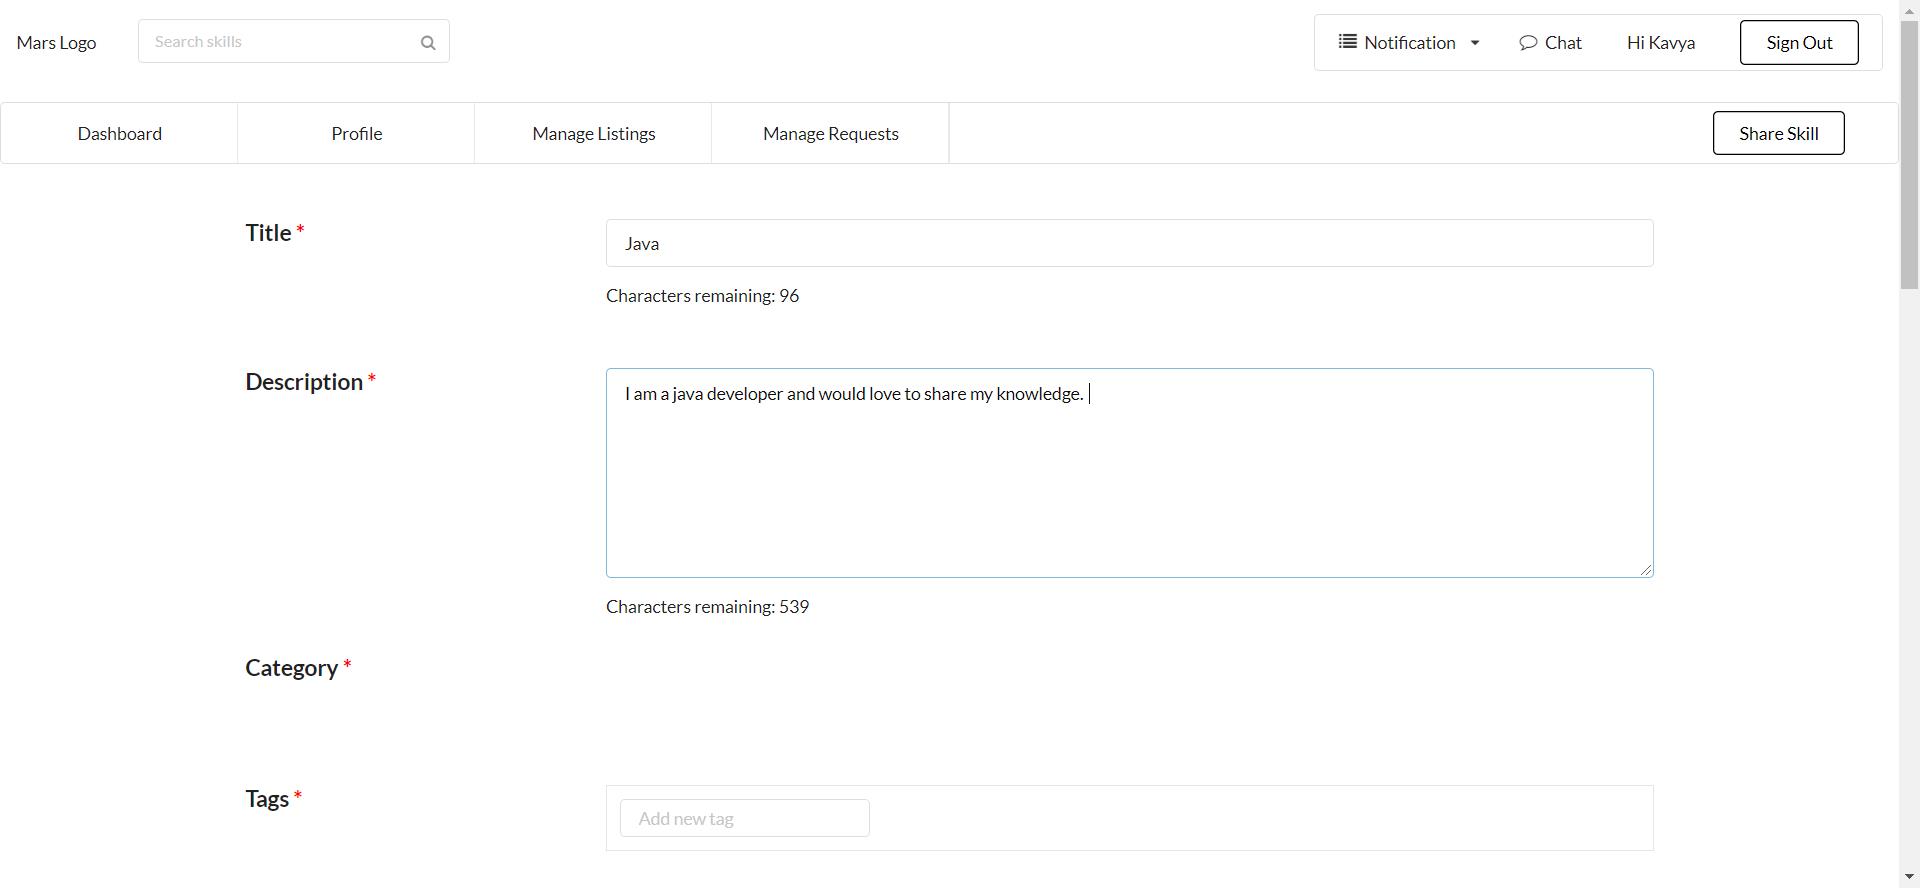 Mars Logo
Search skills
Notification
Chat
Hi Kavya
Sign Out
Dashboard
Profile
Manage Listings
Manage Requests
Share Skill
Title *
Java
Characters remaining: 96
Description *
I am a java developer and would love to share my knowledge.
Characters remaining: 539
Category *
Tags *
Add new tag